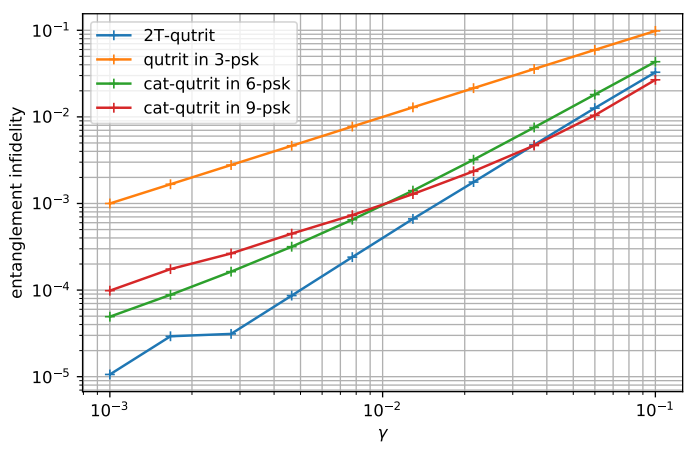 2T-qutrit
qutrit in 3-psk
cat-qutrit in 6-psk
cat-qutrit in 9-psk
entanglement infidelity
10⁻¹
10⁻²
10⁻³
10⁻⁴
10⁻⁵
10⁻³ 10⁻² 10⁻¹
γ